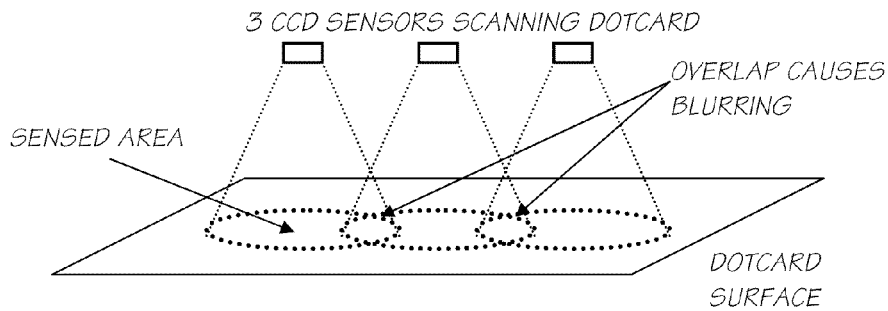 3 CCD SENSORS SCANNING DOTCARD
OVERLAP CAUSES
BLURRING
SENSED AREA
DOTCARD
SURFACE